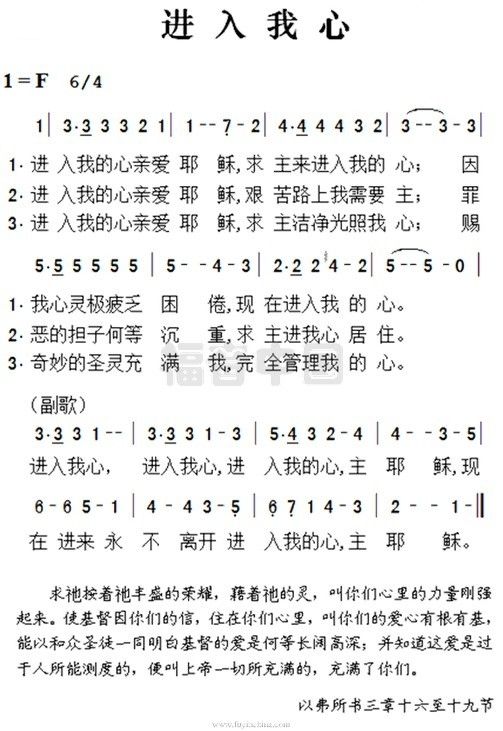 进入我心
1=F 6/4
1 | 3·3 3 3 2 1 | 1 - - 7 - 2 | 4·4 4 4 3 2 | 3 - - 3 - 3 |
1·进 入我的心亲爱 耶 稣,求 主来进入我的 心; 因
2·进 入我的心亲爱 耶 稣,艰 苦路上我需要 主; 罪
3·进 入我的心亲爱 耶 稣,求 主洁净光照我 心; 赐
5·5 5 5 5 5 | 5 - - 4 - 3 | 2·2 2 4 - 2 | 5 - - 5 - 0 |
1·我心灵极疲乏 困 倦,现 在进入我 的 心。
2·恶的担子何等 沉 重,求 主进我心 居 住。
3·奇妙的圣灵充 满 我,完 全管理我 的 心。
福音中国
(副歌)
3·3 3 1 - - | 3·3 3 1 - 3 | 5·4 3 2 - 4 | 4 - - 3 - 5 |
进入我心, 进入我心,进 入我的心,主 耶 稣,现
6 - 6 5 - 1 | 4 - 4 3 - 5 | 6 7 1 4 - 3 | 2 - - 1 - ‖
在 进来 永 不 离开 进 入我的心,主 耶 稣。
求祂按着祂丰盛的荣耀,藉着祂的灵,叫你们心里的力量刚强
起来。使基督因你们的信,住在你们心里,叫你们的爱心有根有基,
能以和众圣徒一同明白基督的爱是何等长阔高深;并知道这爱是过
于人所能测度的,便叫上帝一切所充满的,充满了你们。
以弗所书三章十六至十九节